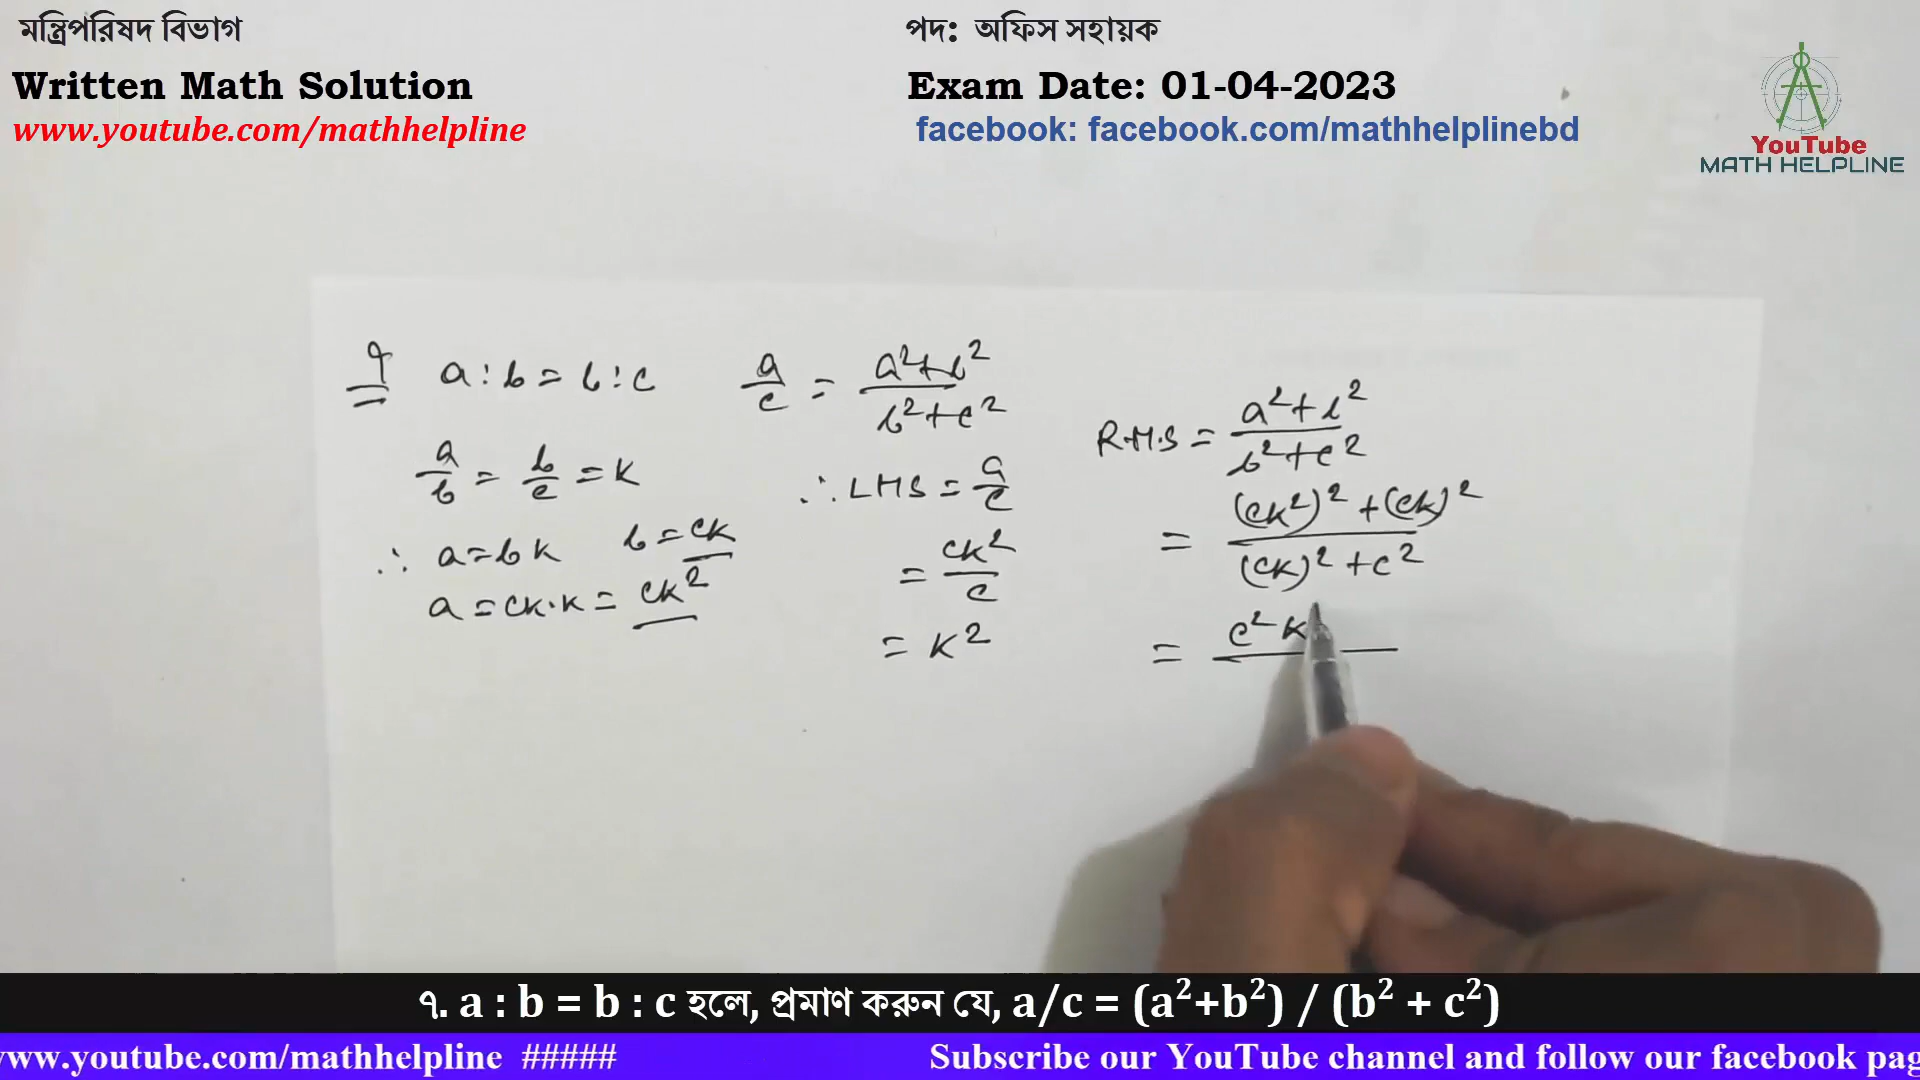 মন্ত্রিপরিষদ বিভাগ
পদ: অফিস সহায়ক
Written Math Solution
Exam Date: 01-04-2023
www.youtube.com/mathhelpline
facebook: facebook.com/mathhelplinebd
YouTube
MATH HELPLINE
৭ a : b = b : c
a/c = (a²+b²)/(b²+c²)
a/b = b/c = k
∴ a = bk b = ck
a = ck.k = ck²
∴ LHS = a/c
= ck²/c
= k²
R.H.S = (a²+b²)/(b²+c²)
= ((ck²)²+(ck)²)/((ck)²+c²)
= c²k
৭. a : b = b : c হলে, প্রমাণ করুন যে, a/c = (a²+b²) / (b² + c²)
www.youtube.com/mathhelpline ##### Subscribe our YouTube channel and follow our facebook pag